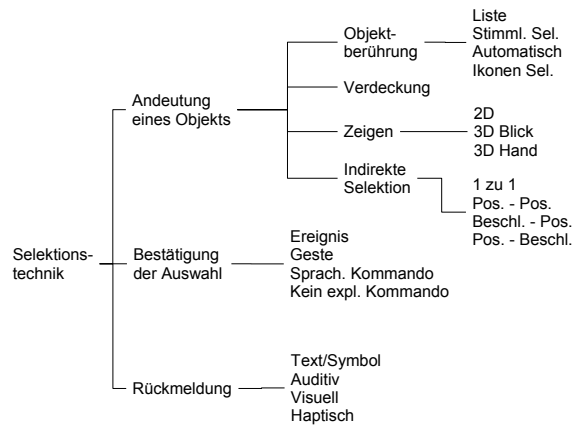 Selektions-
technik
Andeutung
eines Objekts
Objekt-
berührung
Liste
Stimml. Sel.
Automatisch
Ikonen Sel.
Verdeckung
Zeigen
2D
3D Blick
3D Hand
Indirekte
Selektion
1 zu 1
Pos. - Pos.
Beschl. - Pos.
Pos. - Beschl.
Bestätigung
der Auswahl
Ereignis
Geste
Sprach. Kommando
Kein expl. Kommando
Rückmeldung
Text/Symbol
Auditiv
Visuell
Haptisch